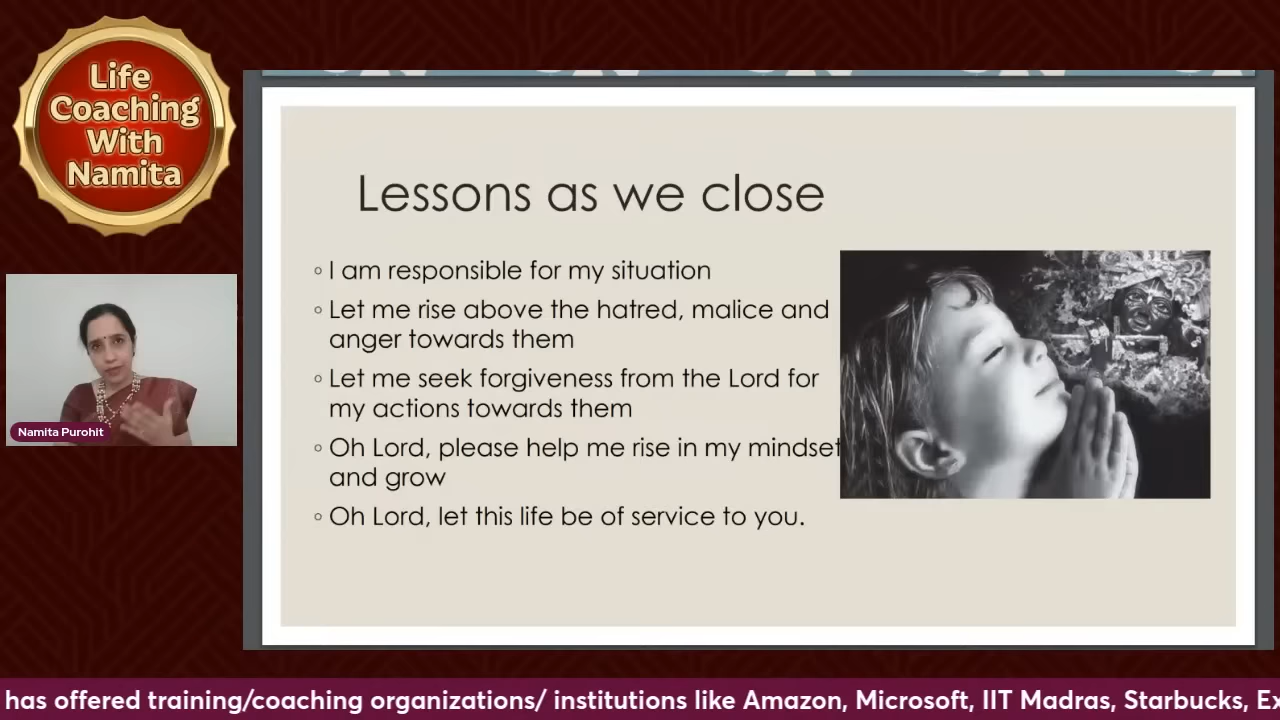 Life
Coaching
With
Namita
Namita Purohit
Lessons as we close
◦ I am responsible for my situation
◦ Let me rise above the hatred, malice and
anger towards them
◦ Let me seek forgiveness from the Lord for
my actions towards them
◦ Oh Lord, please help me rise in my mindset
and grow
◦ Oh Lord, let this life be of service to you.
has offered training/coaching organizations/ institutions like Amazon, Microsoft, IIT Madras, Starbucks,